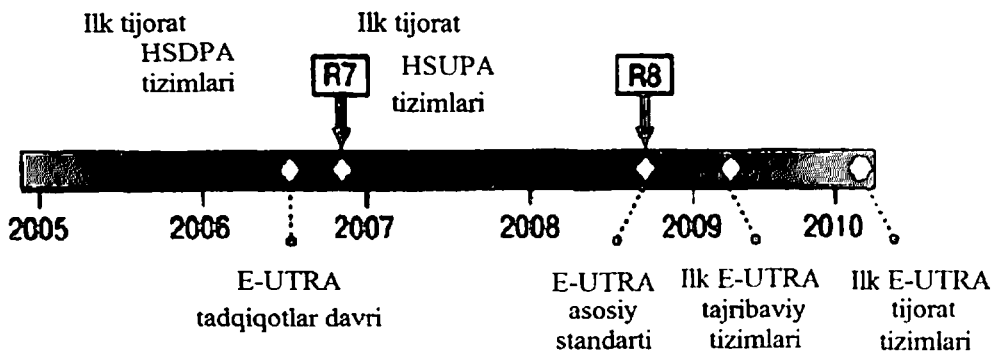 Ilk tijorat
HSDPA
tizimlari
Ilk tijorat
HSUPA
tizimlari
R7
R8
2005 2006 2007 2008 2009 2010
E-UTRA
tadqiqotlar davri
E-UTRA
asosiy
standarti
Ilk E-UTRA
tajribaviy
tizimlari
Ilk E-UTRA
tijorat
tizimlari